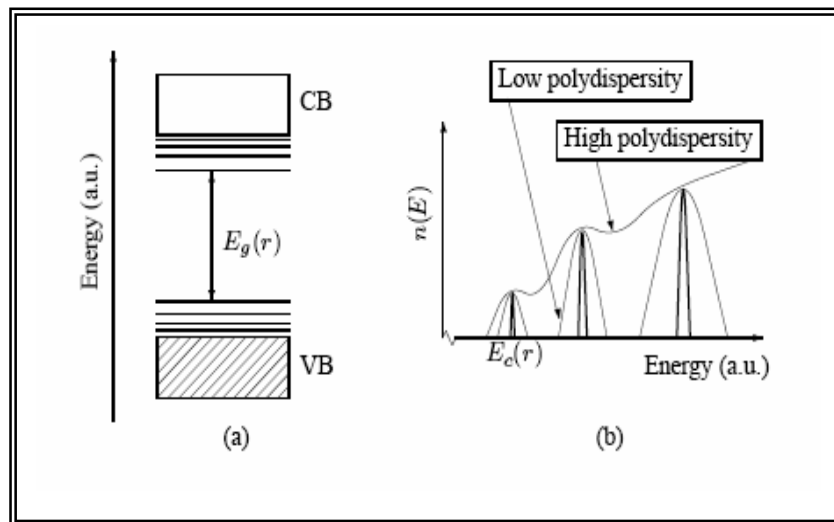 Energy (a.u.)
CB
E_g(r)
VB
(a)
Low polydispersity
High polydispersity
n(E)
E_c(r)
Energy (a.u.)
(b)